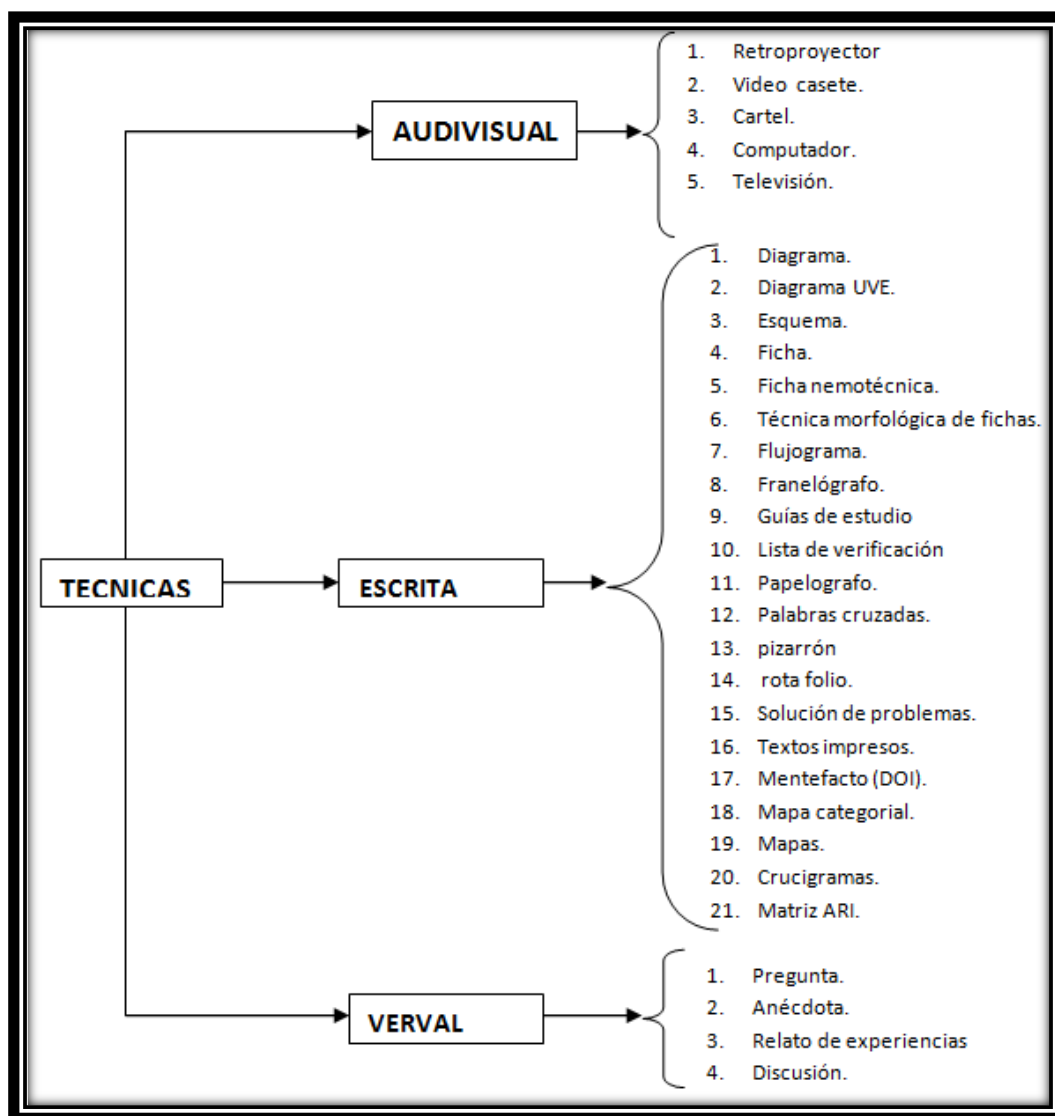 AUDIVISUAL
1. Retroproyector
2. Video casete.
3. Cartel.
4. Computador.
5. Televisión.
TECNICAS
ESCRITA
1. Diagrama.
2. Diagrama UVE.
3. Esquema.
4. Ficha.
5. Ficha nemotécnica.
6. Técnica morfológica de fichas.
7. Flujograma.
8. Franelógrafo.
9. Guías de estudio
10. Lista de verificación
11. Papelografo.
12. Palabras cruzadas.
13. pizarrón
14. rota folio.
15. Solución de problemas.
16. Textos impresos.
17. Mentefacto (DOI).
18. Mapa categorial.
19. Mapas.
20. Crucigramas.
21. Matriz ARI.
VERVAL
1. Pregunta.
2. Anécdota.
3. Relato de experiencias
4. Discusión.